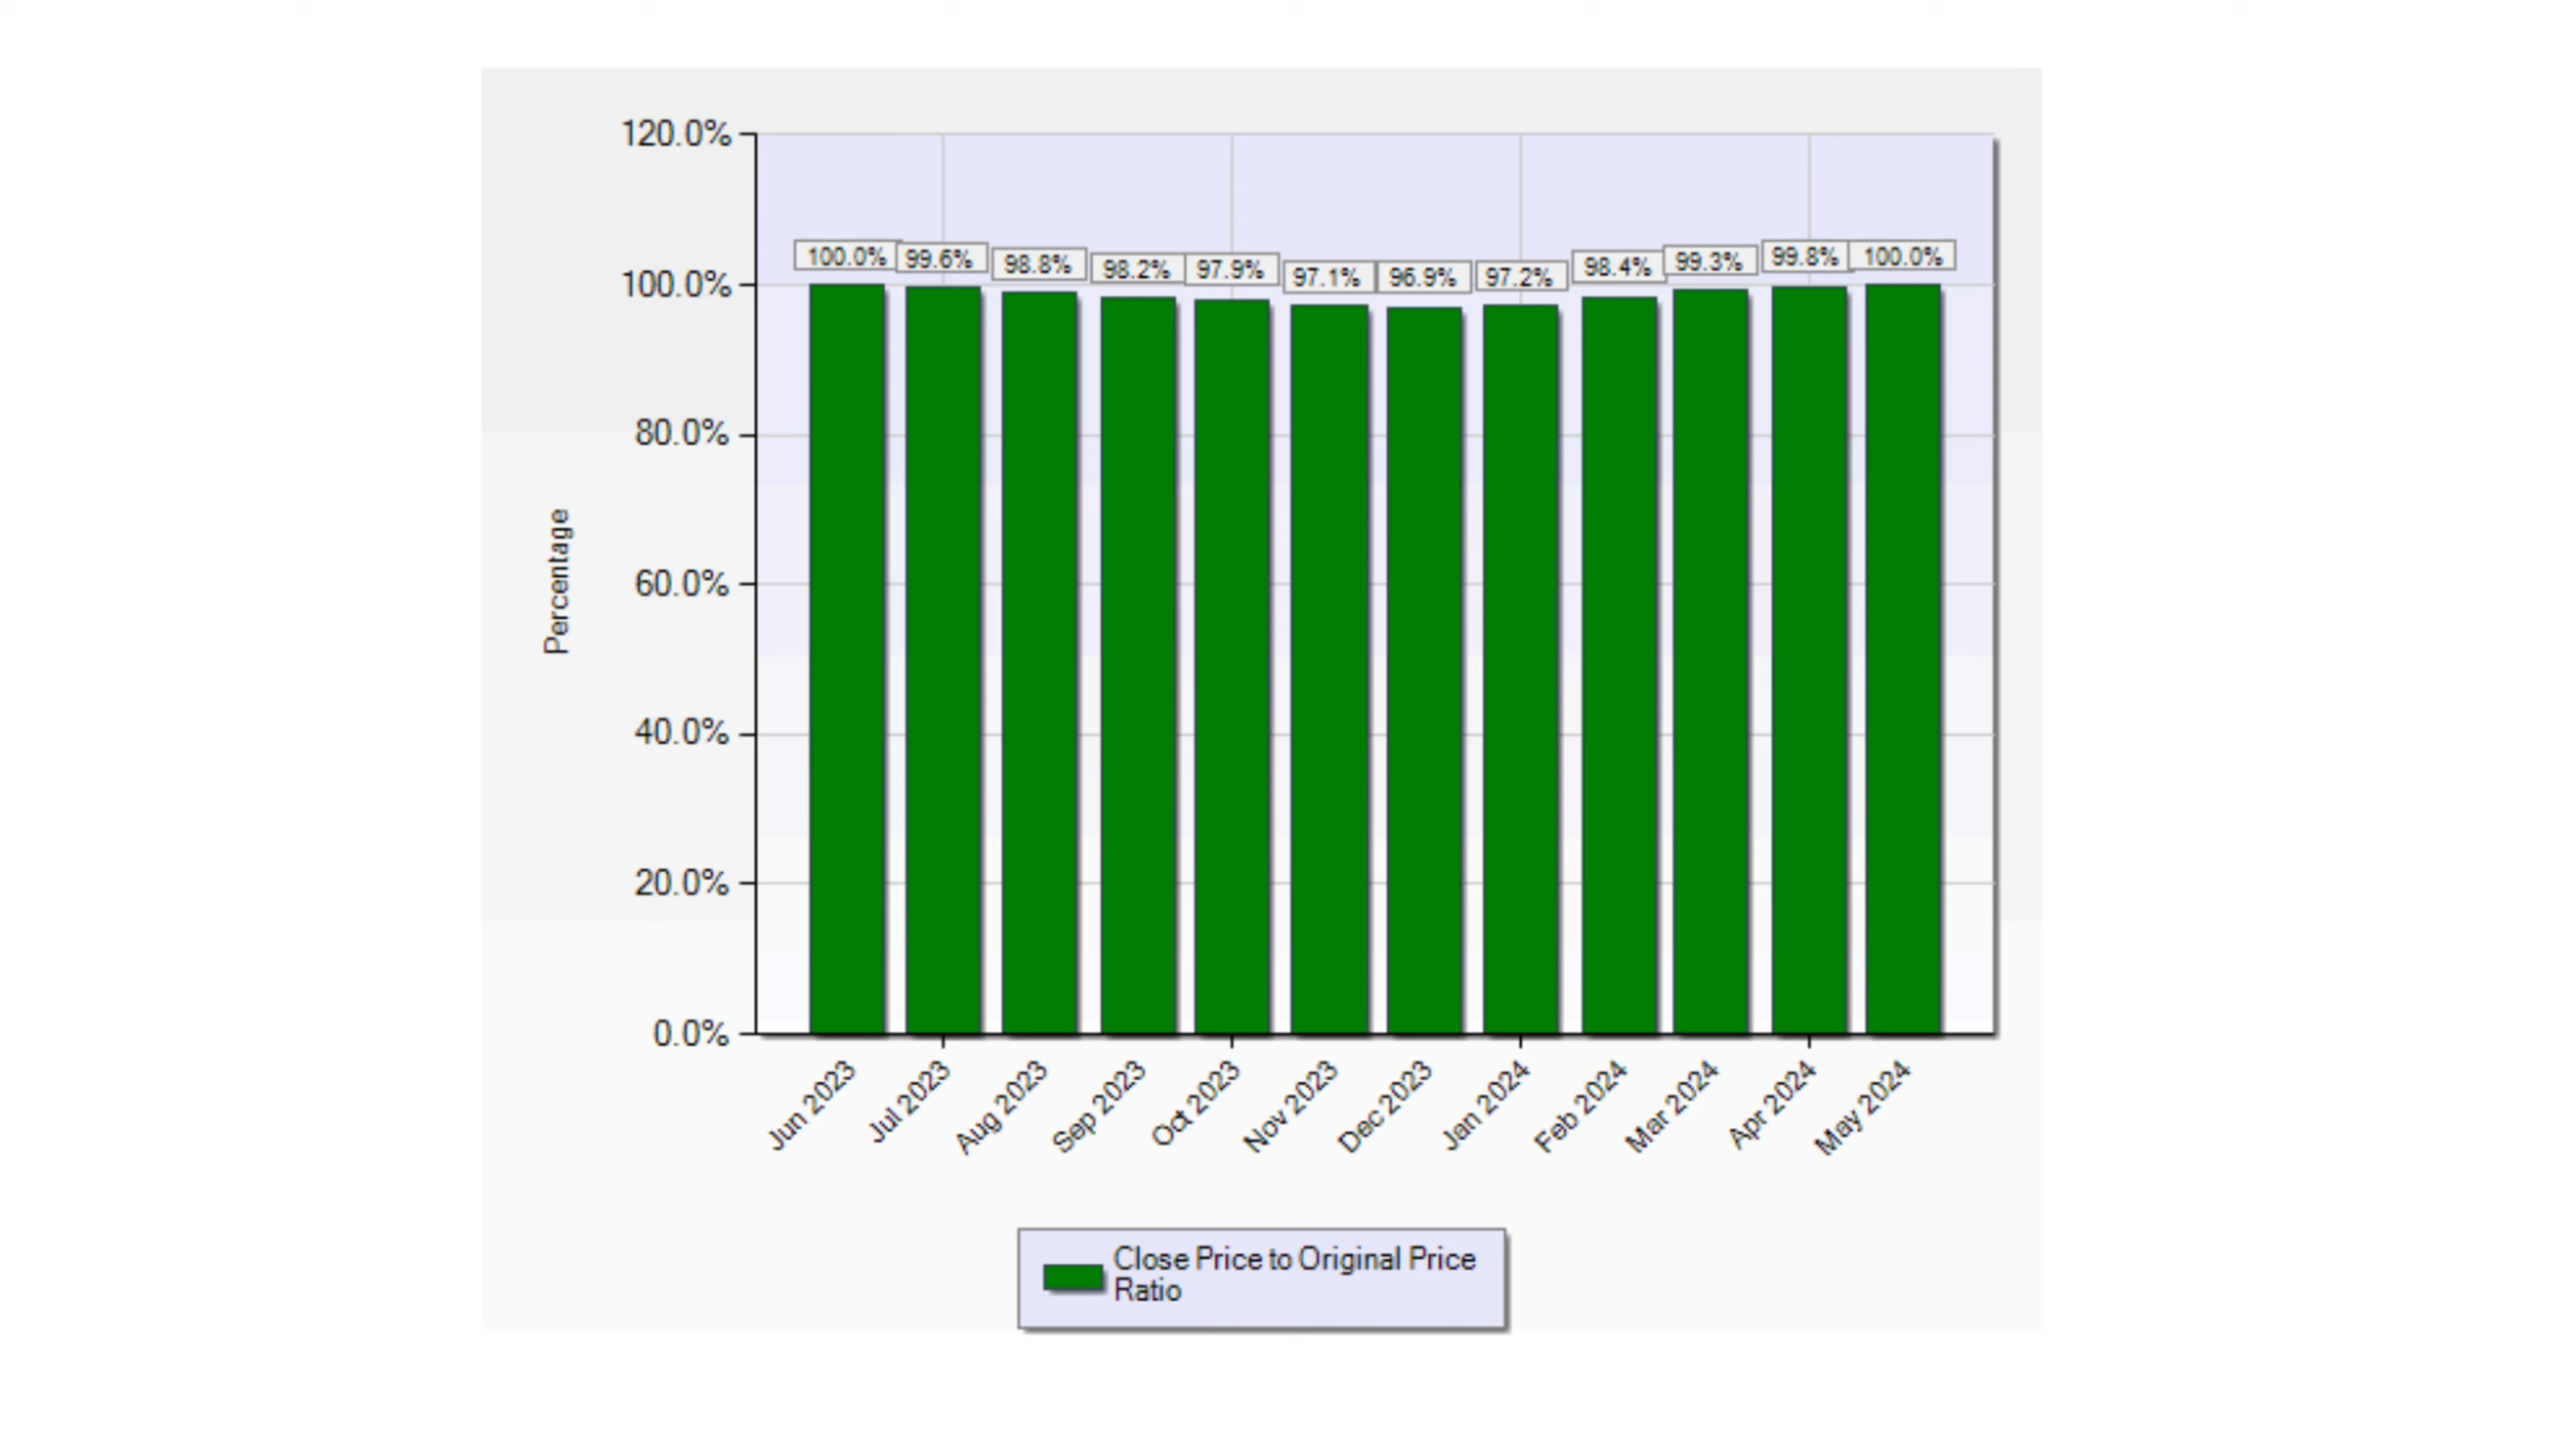 120.0%
100.0%
80.0%
60.0%
40.0%
20.0%
0.0%
Percentage
100.0%
99.6%
98.8%
98.2%
97.9%
97.1%
96.9%
97.2%
98.4%
99.3%
99.8%
100.0%
Jun 2023
Jul 2023
Aug 2023
Sep 2023
Oct 2023
Nov 2023
Dec 2023
Jan 2024
Feb 2024
Mar 2024
Apr 2024
May 2024
Close Price to Original Price
Ratio